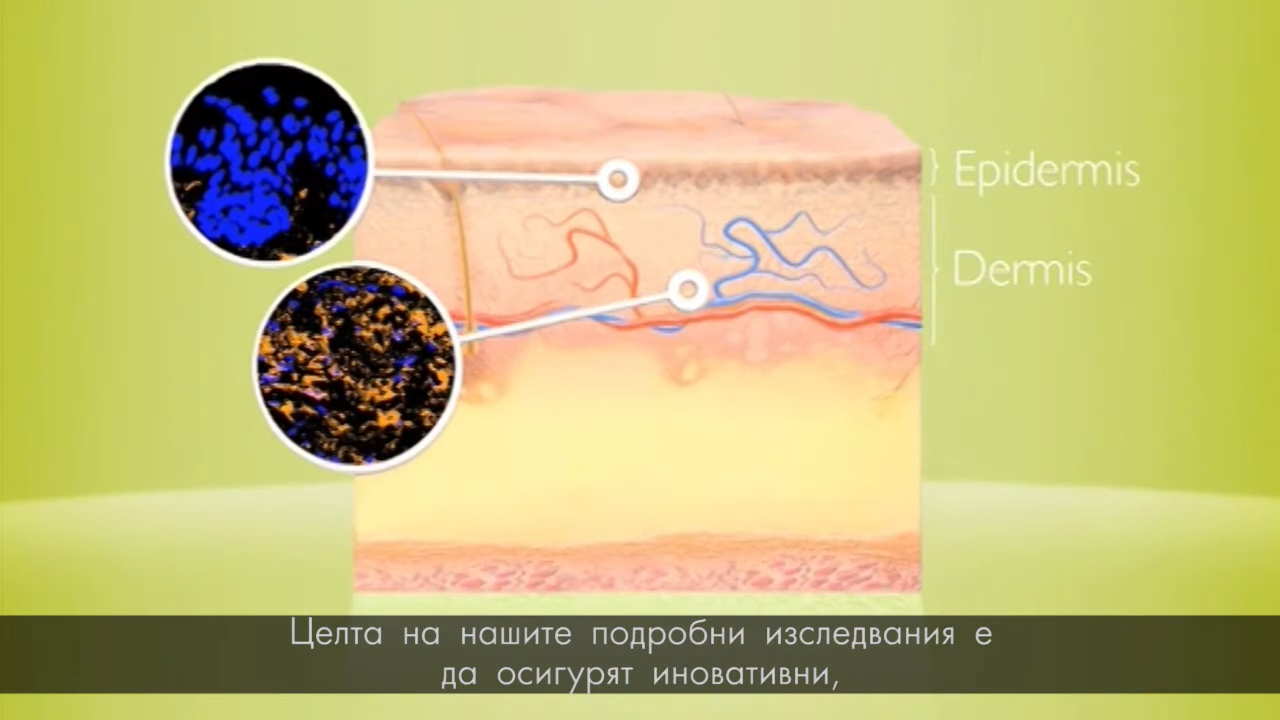 Epidermis
Dermis
Целта на нашите подробни изследвания е
да осигурят иновативни,